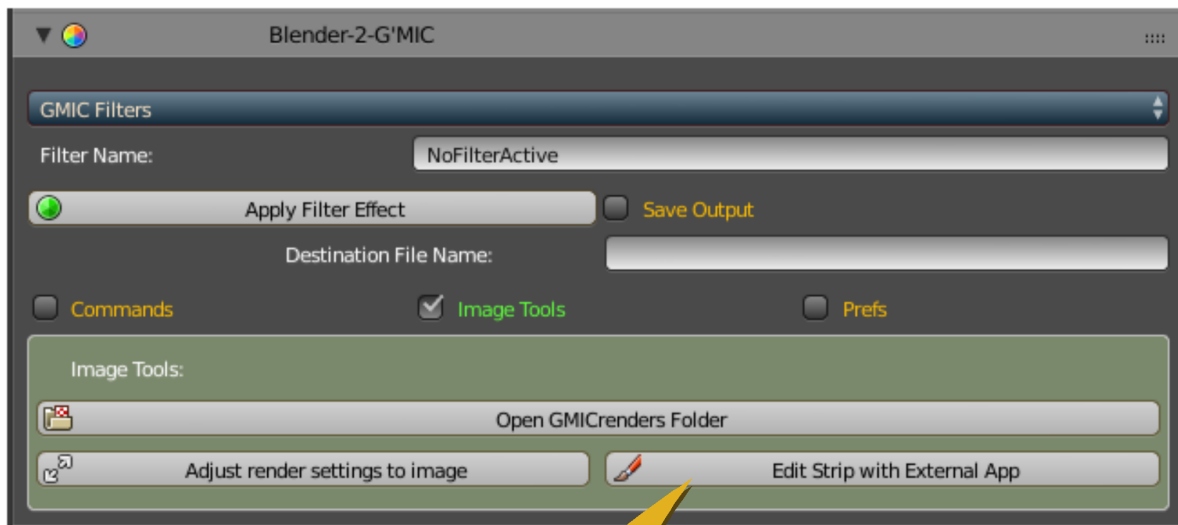 Blender-2-G'MIC
GMIC Filters
Filter Name: NoFilterActive
Apply Filter Effect Save Output
Destination File Name:
Commands Image Tools Prefs
Image Tools:
Open GMICrenders Folder
Adjust render settings to image Edit Strip with External App